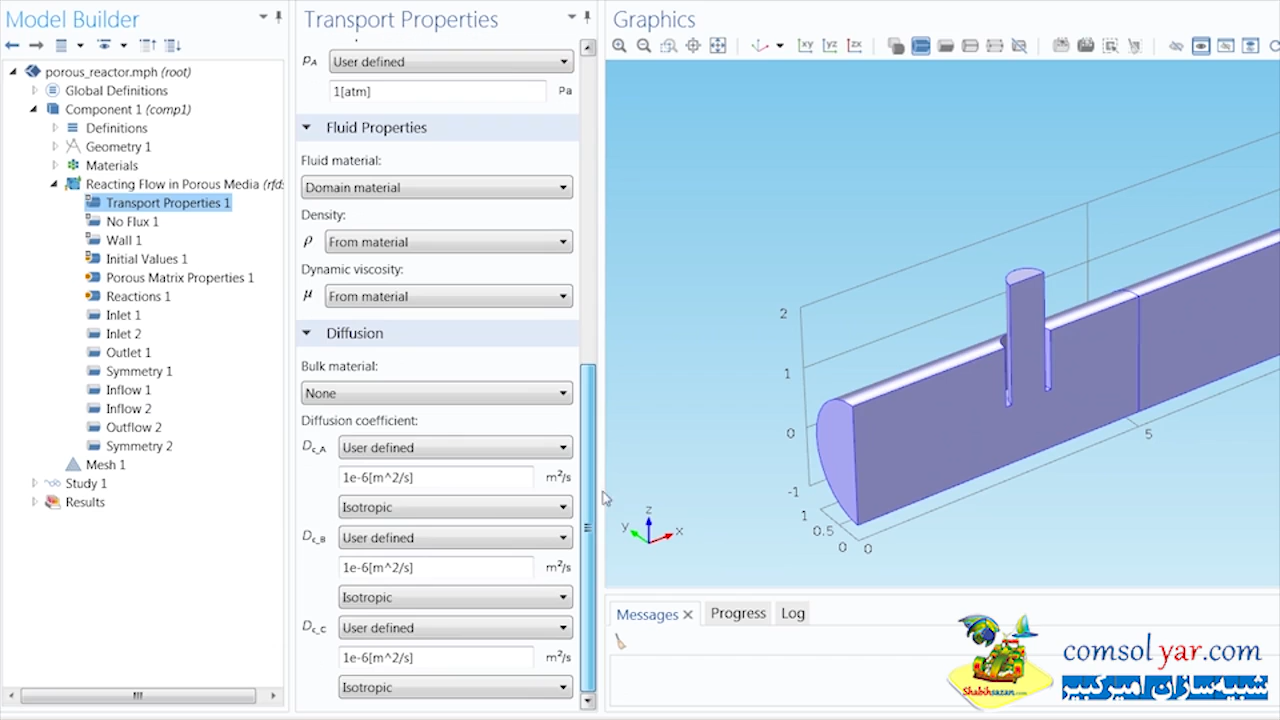 Model Builder
porous_reactor.mph (root)
Global Definitions
Component 1 (comp1)
Definitions
Geometry 1
Materials
Reacting Flow in Porous Media (rfds
Transport Properties 1
No Flux 1
Wall 1
Initial Values 1
Porous Matrix Properties 1
Reactions 1
Inlet 1
Inlet 2
Outlet 1
Symmetry 1
Inflow 1
Inflow 2
Outflow 2
Symmetry 2
Mesh 1
Study 1
Results
Transport Properties
pA User defined
1[atm] Pa
Fluid Properties
Fluid material:
Domain material
Density:
ρ From material
Dynamic viscosity:
μ From material
Diffusion
Bulk material:
None
Diffusion coefficient:
Dc_A User defined
1e-6[m^2/s] m²/s
Isotropic
Dc_B User defined
1e-6[m^2/s] m²/s
Isotropic
Dc_C User defined
1e-6[m^2/s] m²/s
Isotropic
Graphics
xy yz zx
2
1
0
-1
1
0.5
0 0
5
z
y x
Messages Progress Log
comsol yar.com
شبیه‌سازان امیرکبیر
Shabihsazan.com